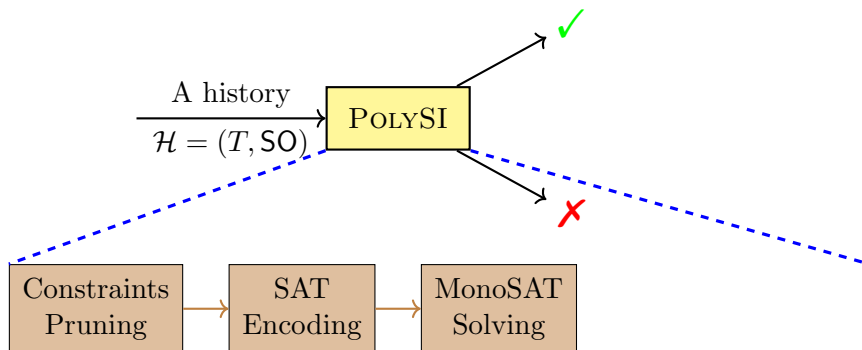 A history
ℋ = (T, SO)
POLYSI
✓
✗
Constraints
Pruning
SAT
Encoding
MonoSAT
Solving